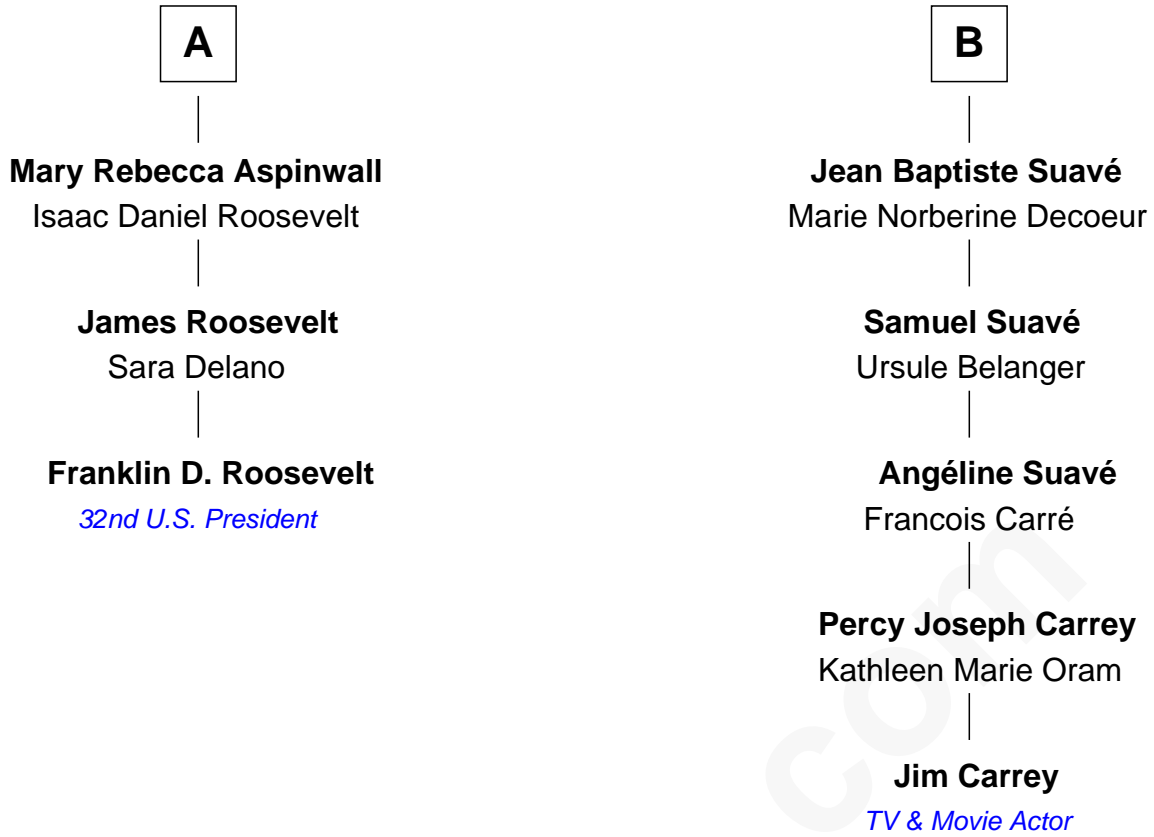 A
Mary Rebecca Aspinwall
Isaac Daniel Roosevelt
James Roosevelt
Sara Delano
Franklin D. Roosevelt
32nd U.S. President
B
Jean Baptiste Suavé
Marie Norberine Decoeur
Samuel Suavé
Ursule Belanger
Angéline Suavé
Francois Carré
Percy Joseph Carrey
Kathleen Marie Oram
Jim Carrey
TV & Movie Actor
com